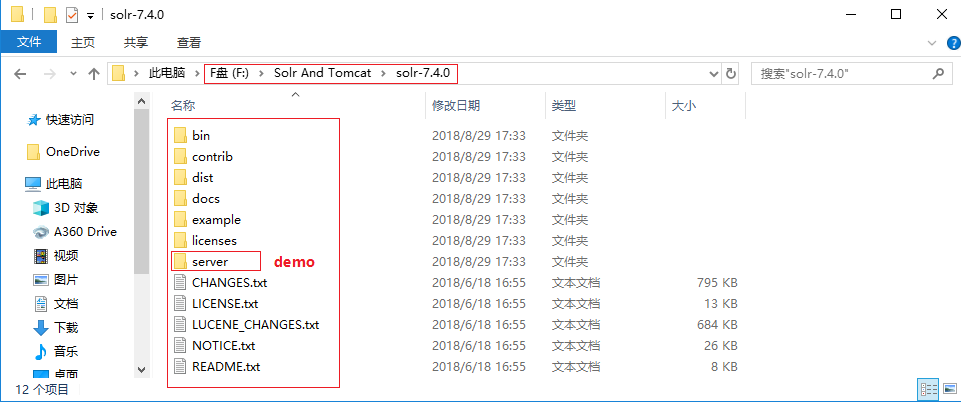 solr-7.4.0
文件 主页 共享 查看
此电脑 F盘 (F:) Solr And Tomcat solr-7.4.0 搜索"solr-7.4.0"
名称 修改日期 类型 大小
快速访问
OneDrive
此电脑
3D 对象
A360 Drive
视频
图片
文档
下载
音乐
桌面
bin 2018/8/29 17:33 文件夹
contrib 2018/8/29 17:33 文件夹
dist 2018/8/29 17:33 文件夹
docs 2018/8/29 17:33 文件夹
example 2018/8/29 17:33 文件夹
licenses 2018/8/29 17:33 文件夹
server demo 2018/8/29 17:33 文件夹
CHANGES.txt 2018/6/18 16:55 文本文档 795 KB
LICENSE.txt 2018/6/18 16:55 文本文档 13 KB
LUCENE_CHANGES.txt 2018/6/18 16:55 文本文档 684 KB
NOTICE.txt 2018/6/18 16:55 文本文档 26 KB
README.txt 2018/6/18 16:55 文本文档 8 KB
12 个项目